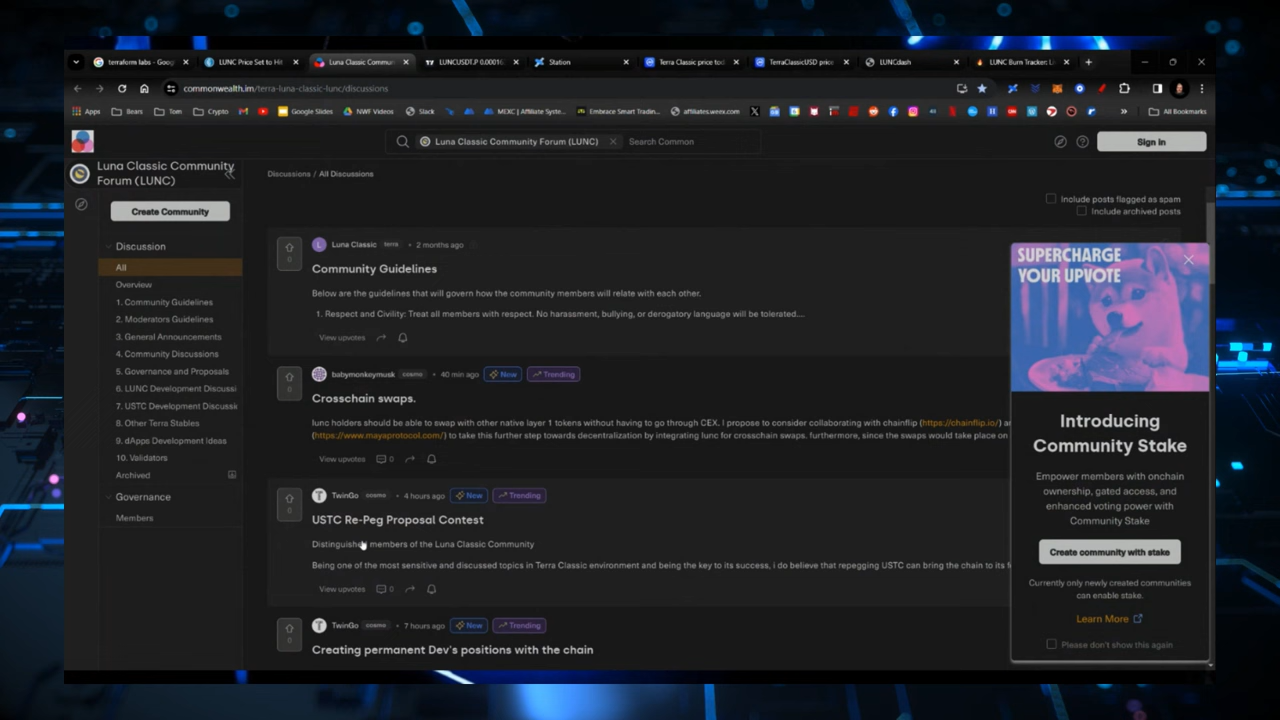 terraform labs - Goog
LUNC Price Set to Hit
Luna Classic Commun
LUNCUSDT.P 0.00016
Station
Terra Classic price tod
TerraClassicUSD price
LUNCdash
LUNC Burn Tracker: L
commonwealth.im/terra-luna-classic-lunc/discussions
Apps
Bears
Tom
Crypto
Google Slides
NWF Videos
Slack
MEXC | Affiliate Syste...
Embrace Smart Tradin...
affiliates.weex.com
All Bookmarks
Luna Classic Community Forum (LUNC)
Search Common
Sign in
Luna Classic Community
Forum (LUNC)
Create Community
Discussion
All
Overview
1. Community Guidelines
2. Moderators Guidelines
3. General Announcements
4. Community Discussions
5. Governance and Proposals
6. LUNC Development Discussi
7. USTC Development Discussi
8. Other Terra Stables
9. dApps Development Ideas
10. Validators
Archived
Governance
Members
Discussions / All Discussions
Include posts flagged as spam
Include archived posts
0
L Luna Classic terra • 2 months ago
Community Guidelines
Below are the guidelines that will govern how the community members will relate with each other.
1. Respect and Civility: Treat all members with respect. No harassment, bullying, or derogatory language will be tolerated...
View upvotes
0
babymonkeymusk cosmo • 40 min ago New Trending
Crosschain swaps.
lunc holders should be able to swap with other native layer 1 tokens without having to go through CEX. I propose to consider collaboration with chainflip (https://chainflip.io/)
(https://www.mayaprotocol.com/) to take this further step towards decentralization by integrating lunc for crosschain swaps. furthermore, since the swaps would take place on
View upvotes 0
0
T TwinGo cosmo • 4 hours ago New Trending
USTC Re-Peg Proposal Contest
Distinguished members of the Luna Classic Community
Being one of the most sensitive and discussed topics in Terra Classic environment and being the key to its success, i do believe that repegging USTC can bring the chain to its
View upvotes 0
0
T TwinGo cosmo • 7 hours ago New Trending
Creating permanent Dev's positions with the chain
SUPERCHARGE
YOUR UPVOTE
Introducing
Community Stake
Empower members with onchain
ownership, gated access, and
enhanced voting power with
Community Stake
Create community with stake
Currently only newly created communities
can enable stake.
Learn More
Please don't show this again